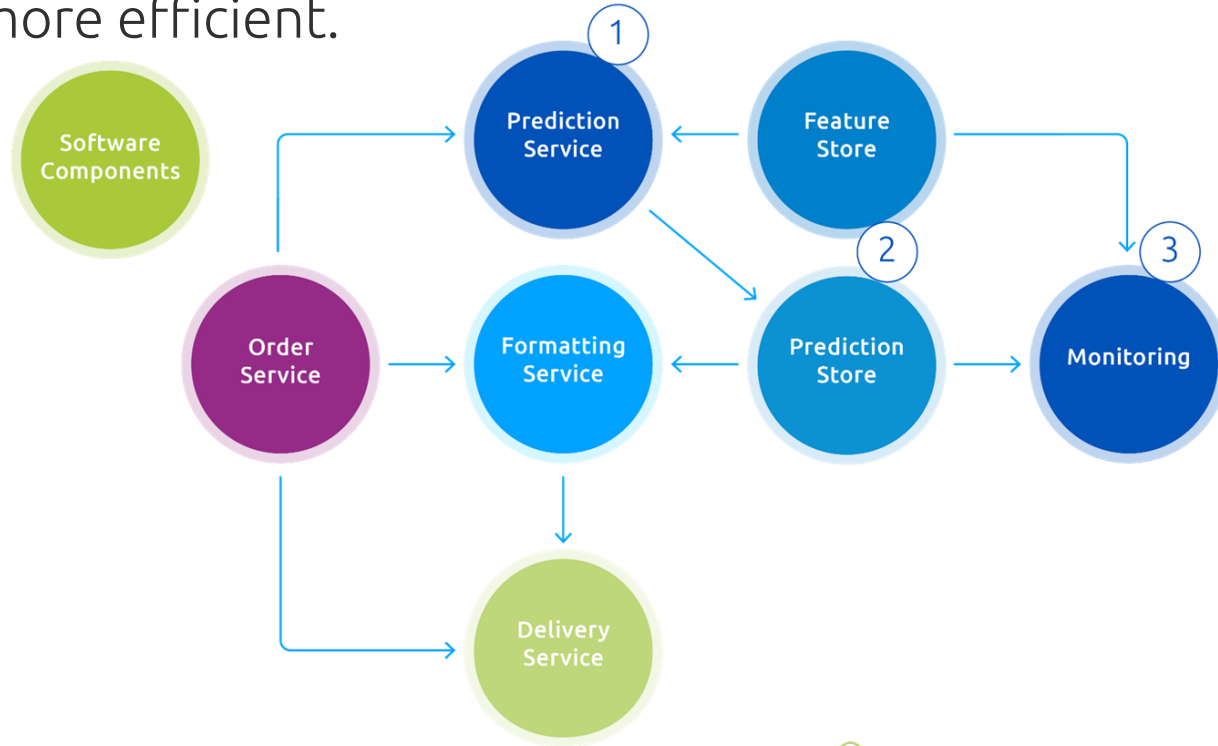 more efficient.
1
Prediction
Service
Feature
Store
Software
Components
2
3
Order
Service
Formatting
Service
Prediction
Store
Monitoring
Delivery
Service